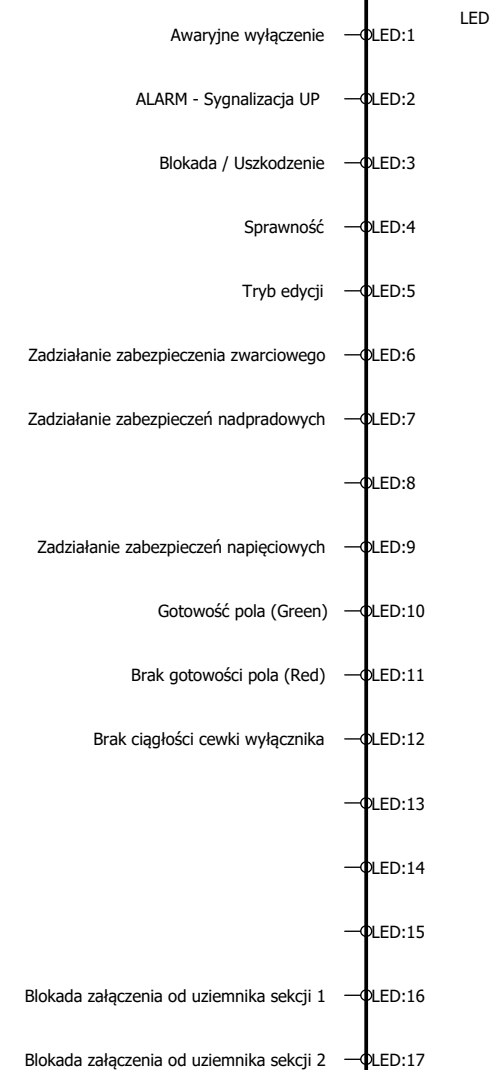 LED
Awaryjne wyłączenie LED:1
ALARM - Sygnalizacja UP LED:2
Blokada / Uszkodzenie LED:3
Sprawność LED:4
Tryb edycji LED:5
Zadziałanie zabezpieczenia zwarciowego LED:6
Zadziałanie zabezpieczeń nadpradowych LED:7
LED:8
Zadziałanie zabezpieczeń napięciowych LED:9
Gotowość pola (Green) LED:10
Brak gotowości pola (Red) LED:11
Brak ciągłości cewki wyłącznika LED:12
LED:13
LED:14
LED:15
Blokada załączenia od uziemnika sekcji 1 LED:16
Blokada załączenia od uziemnika sekcji 2 LED:17